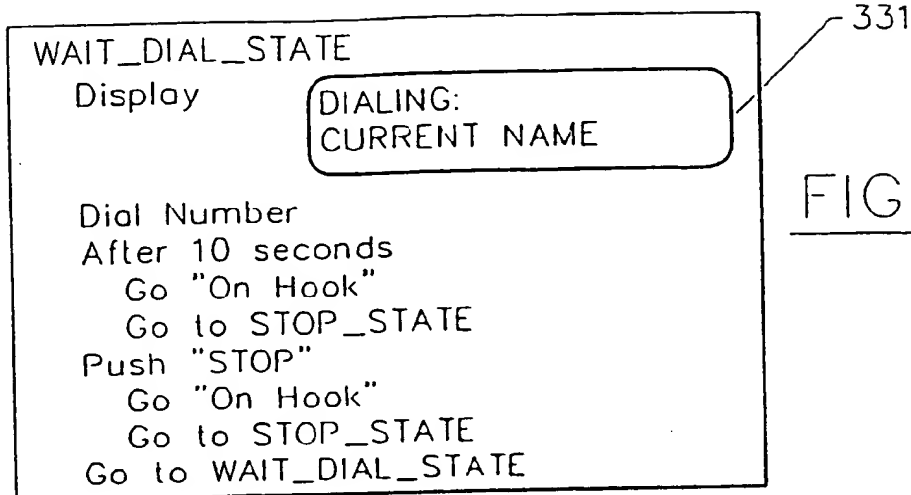 331
WAIT_DIAL_STATE
Display
DIALING:
CURRENT NAME
FIG
Dial Number
After 10 seconds
Go "On Hook"
Go to STOP_STATE
Push "STOP"
Go "On Hook"
Go to STOP_STATE
Go to WAIT_DIAL_STATE